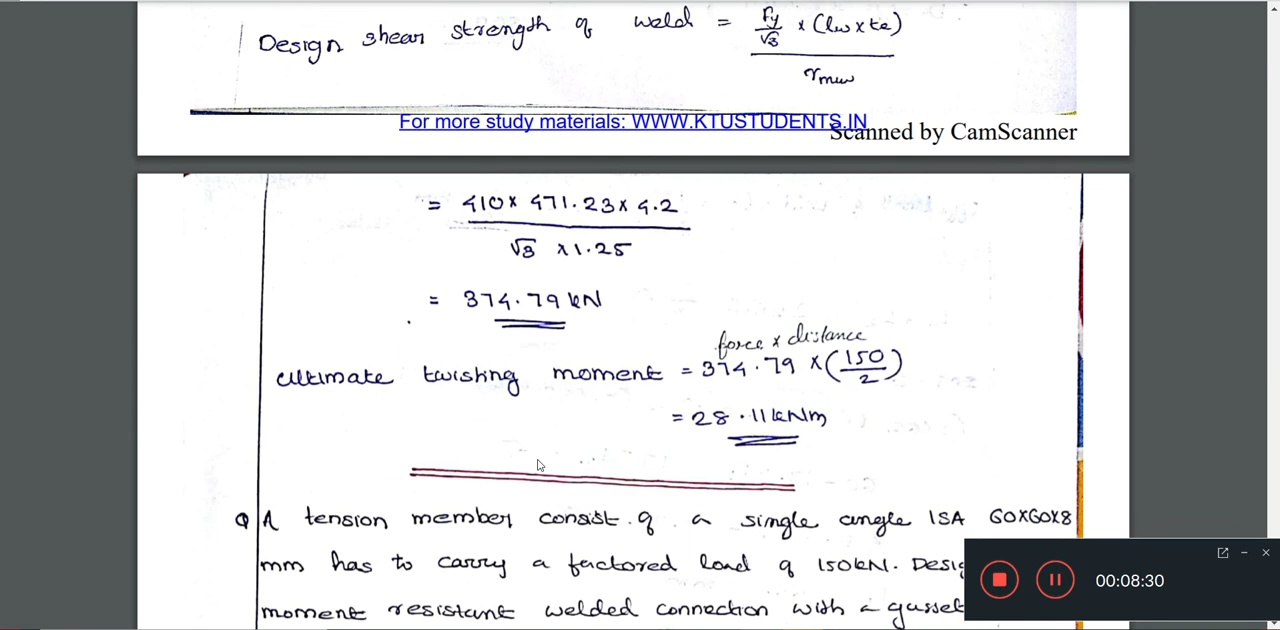 Design shear strength of weld = fy/√3 × (lw × te)
γmw
For more study materials: WWW.KTUSTUDENTS.IN
Scanned by CamScanner
= 410 × 471.23 × 4.2
√3 × 1.25
= 374.79 kN
force × distance
Ultimate twisting moment = 374.79 × (150/2)
= 28.11 kNm
Q A tension member consist of a single angle ISA 60X60X8
mm has to carry a factored load of 150kN. Desig
moment resistant welded connection with a gusset
00:08:30